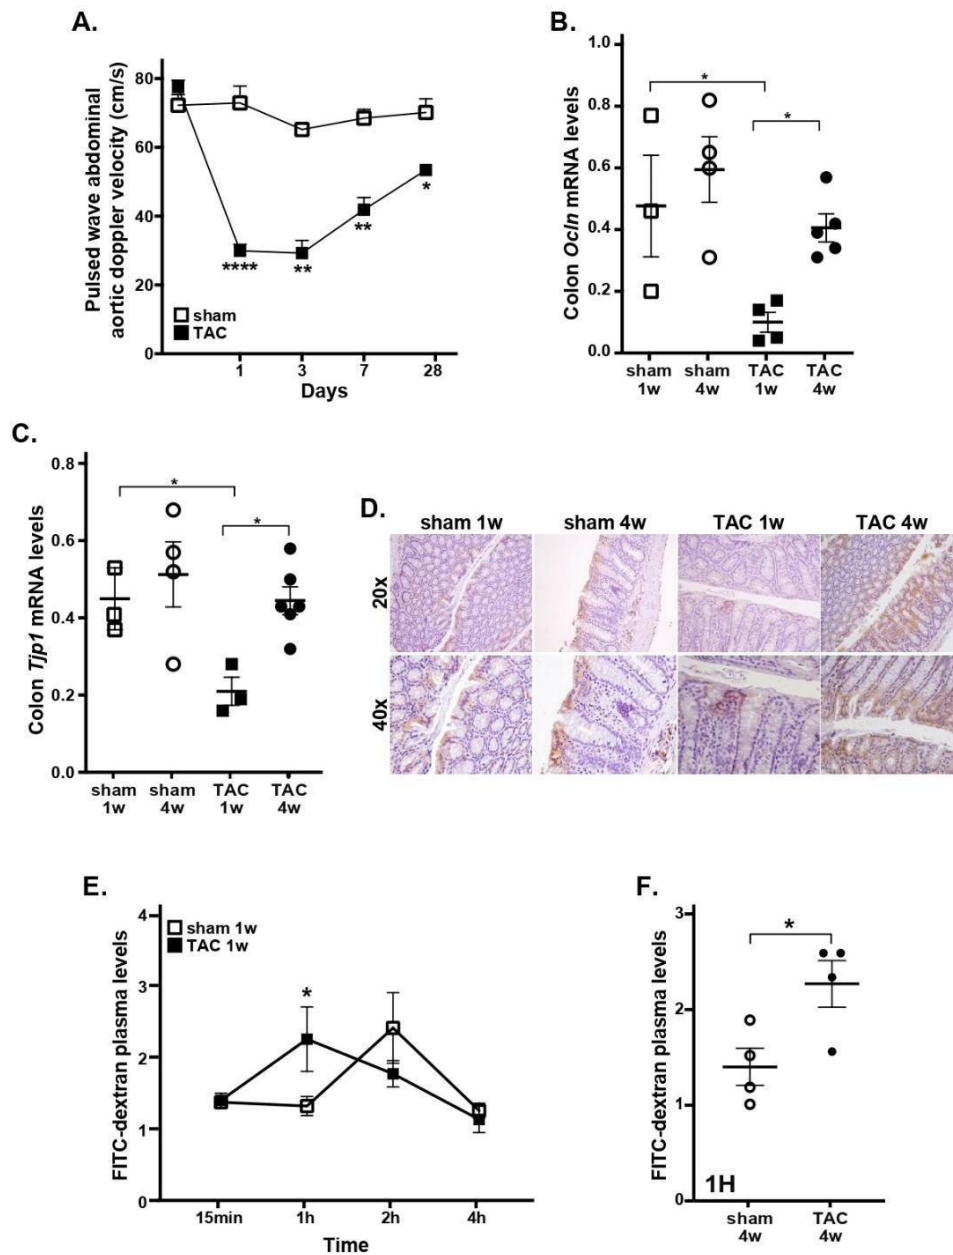 A.
Pulsed wave abdominal
aortic doppler velocity (cm/s)
80
60
40
20
0
****
**
**
*
sham
TAC
1
3
7
28
Days
B.
Colon Ocln mRNA levels
1.0
0.8
0.6
0.4
0.2
0.0
*
*
sham
1w
sham
4w
TAC
1w
TAC
4w
C.
Colon Tjp1 mRNA levels
0.8
0.6
0.4
0.2
0.0
*
*
sham
1w
sham
4w
TAC
1w
TAC
4w
D.
sham 1w
sham 4w
TAC 1w
TAC 4w
20x
40x
E.
FITC-dextran plasma levels
4
3
2
1
0
sham 1w
TAC 1w
*
15min
1h
2h
4h
Time
F.
FITC-dextran plasma levels
3
2
1
0
*
1H
sham
4w
TAC
4w